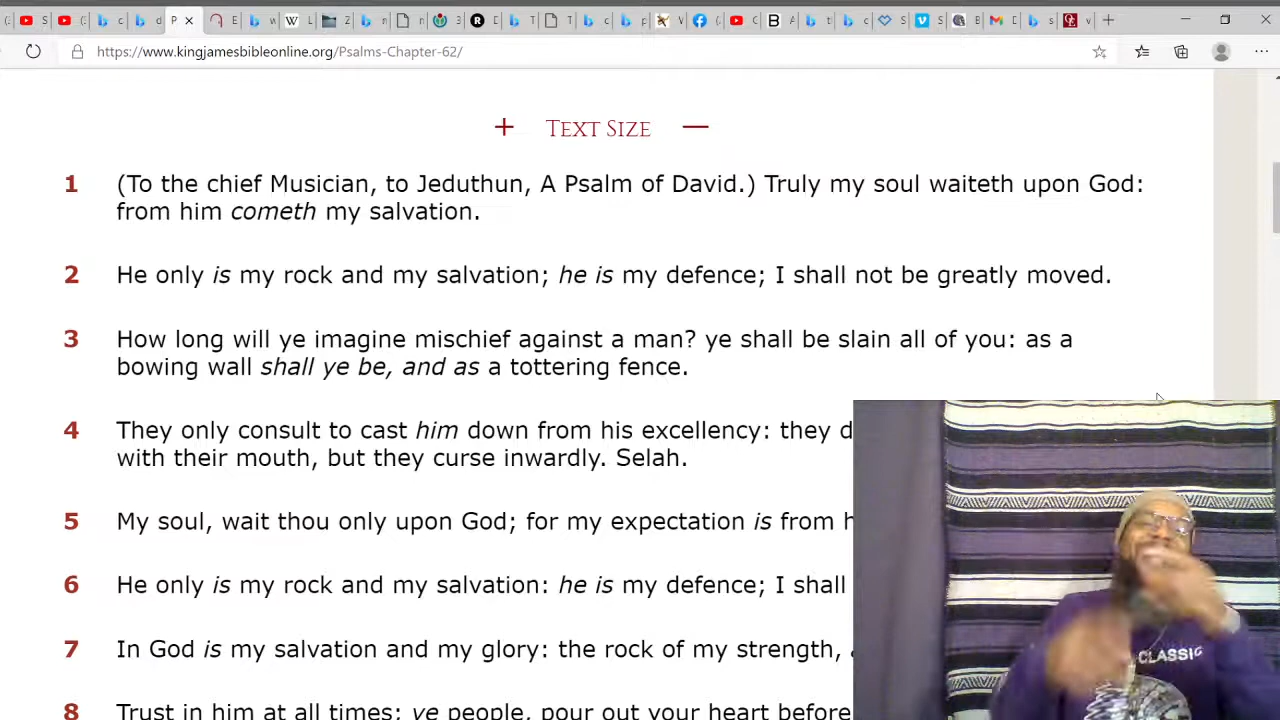 S
(
c
d
P
E
w
W
Z
n
n
3
R
E
T
T
c
p
V
(
C
A
t
c
S
S
B
D
s
v
https://www.kingjamesbibleonline.org/Psalms-Chapter-62/
+ TEXT SIZE —
1 (To the chief Musician, to Jeduthun, A Psalm of David.) Truly my soul waiteth upon God:
from him cometh my salvation.
2 He only is my rock and my salvation; he is my defence; I shall not be greatly moved.
3 How long will ye imagine mischief against a man? ye shall be slain all of you: as a
bowing wall shall ye be, and as a tottering fence.
4 They only consult to cast him down from his excellency: they d
with their mouth, but they curse inwardly. Selah.
5 My soul, wait thou only upon God; for my expectation is from h
6 He only is my rock and my salvation: he is my defence; I shall
7 In God is my salvation and my glory: the rock of my strength,
8 Trust in him at all times; ye people, pour out your heart before
CLASSIC